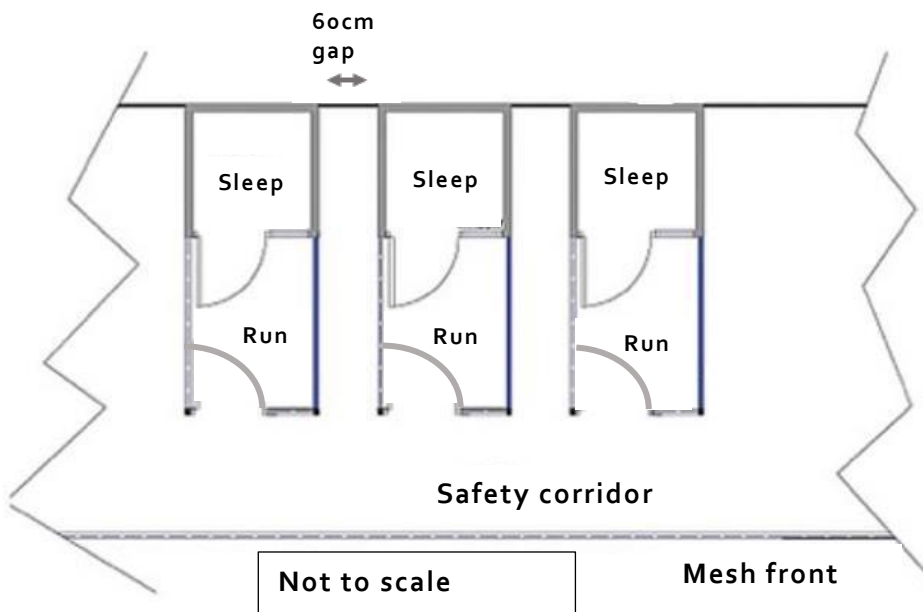 60cm
gap
Sleep
Sleep
Sleep
Run
Run
Run
Safety corridor
Not to scale
Mesh front